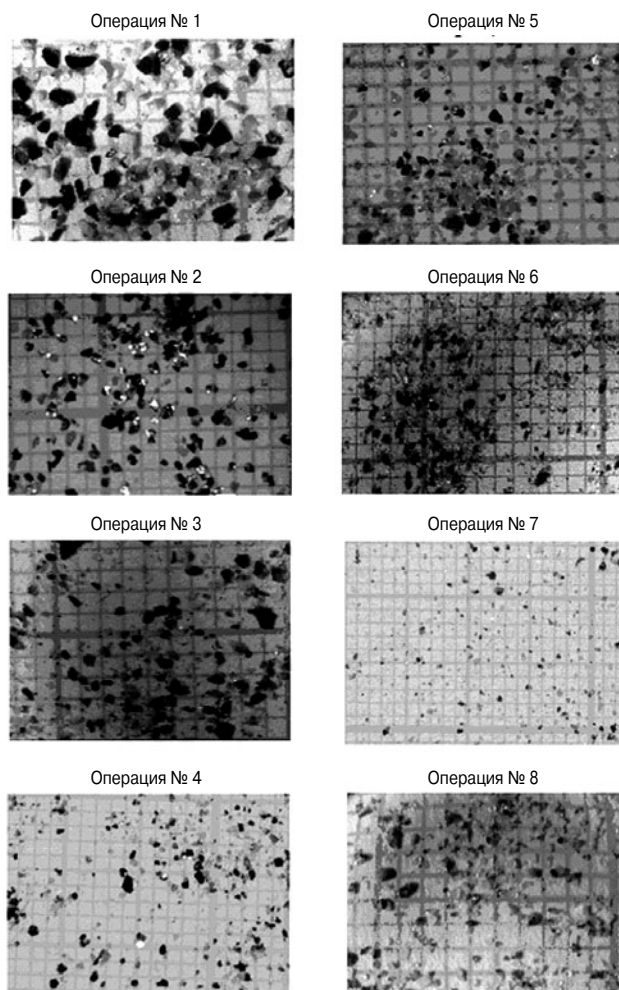 Операция № 1
Операция № 5
Операция № 2
Операция № 6
Операция № 3
Операция № 7
Операция № 4
Операция № 8